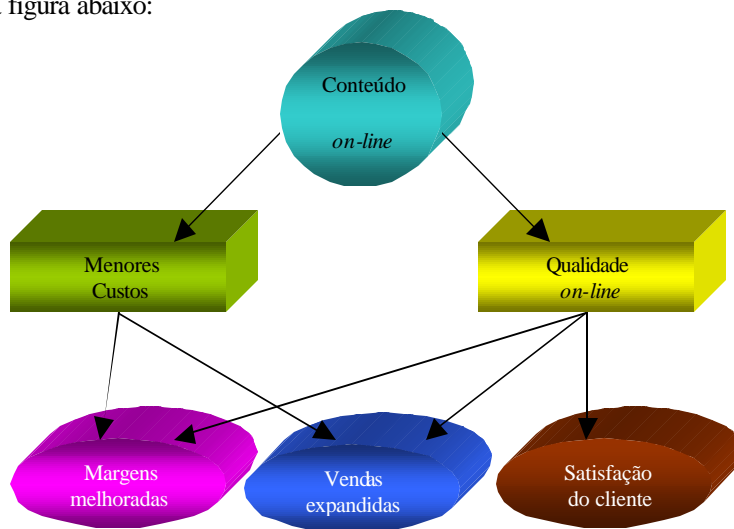 figura abaixo:
Conteúdo
on-line
Menores
Custos
Qualidade
on-line
Margens
melhoradas
Vendas
expandidas
Satisfação
do cliente